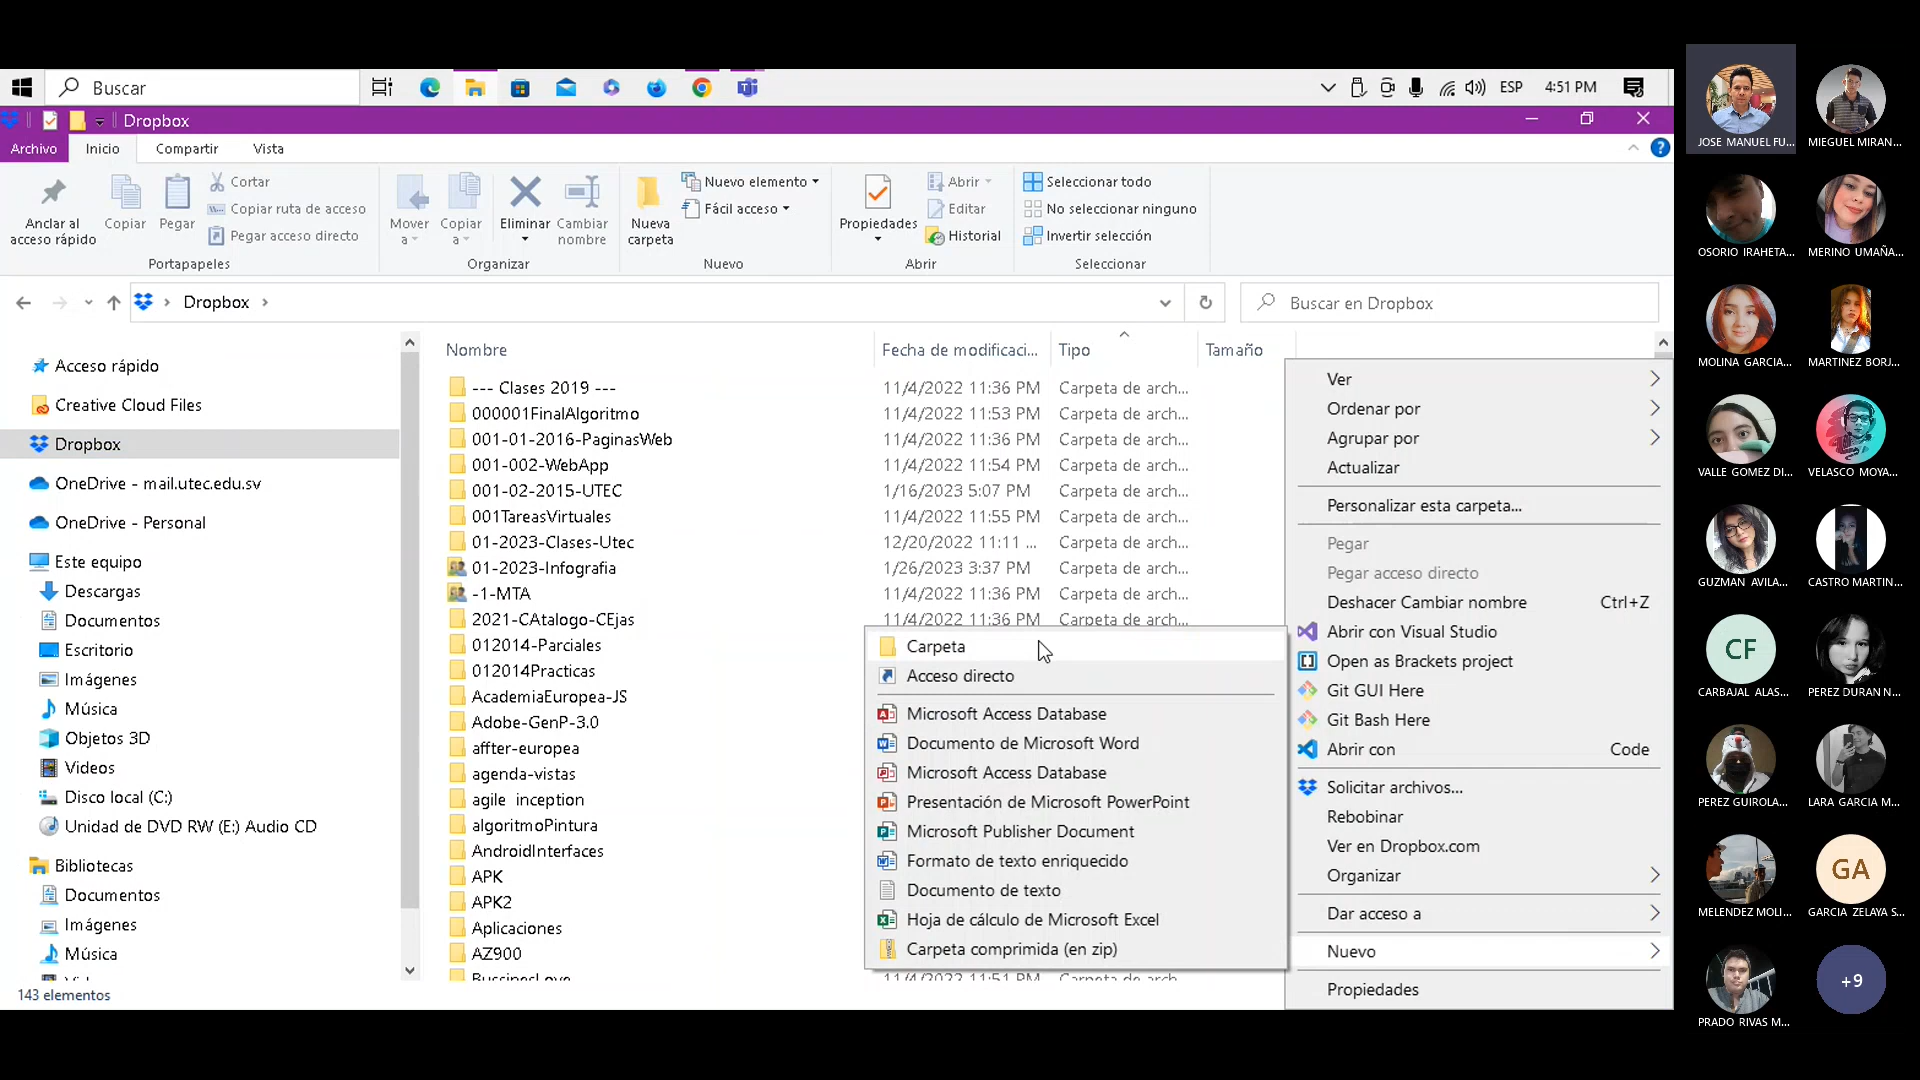 Buscar
ESP
4:51 PM
Dropbox
Archivo
Inicio
Compartir
Vista
Anclar al
acceso rápido
Copiar
Pegar
Cortar
Copiar ruta de acceso
Pegar acceso directo
Portapapeles
Mover
a
Copiar
a
Eliminar
Cambiar
nombre
Organizar
Nueva
carpeta
Nuevo elemento
Fácil acceso
Nuevo
Propiedades
Abrir
Editar
Historial
Abrir
Seleccionar todo
No seleccionar ninguno
Invertir selección
Seleccionar
Dropbox
Buscar en Dropbox
Acceso rápido
Creative Cloud Files
Dropbox
OneDrive - mail.utec.edu.sv
OneDrive - Personal
Este equipo
Descargas
Documentos
Escritorio
Imágenes
Música
Objetos 3D
Videos
Disco local (C:)
Unidad de DVD RW (E:) Audio CD
Bibliotecas
Documentos
Imágenes
Música
143 elementos
Nombre Fecha de modificaci... Tipo Tamaño
--- Clases 2019 --- 11/4/2022 11:36 PM Carpeta de arch...
000001FinalAlgoritmo 11/4/2022 11:53 PM Carpeta de arch...
001-01-2016-PaginasWeb 11/4/2022 11:36 PM Carpeta de arch...
001-002-WebApp 11/4/2022 11:54 PM Carpeta de arch...
001-02-2015-UTEC 1/16/2023 5:07 PM Carpeta de arch...
001TareasVirtuales 11/4/2022 11:55 PM Carpeta de arch...
01-2023-Clases-Utec 12/20/2022 11:11 ... Carpeta de arch...
01-2023-Infografia 1/26/2023 3:37 PM Carpeta de arch...
-1-MTA 11/4/2022 11:36 PM Carpeta de arch...
2021-CAtalogo-CEjas 11/4/2022 11:36 PM Carpeta de arch...
012014-Parciales
012014Practicas
AcademiaEuropea-JS
Adobe-GenP-3.0
affter-europea
agenda-vistas
agile inception
algoritmoPintura
AndroidInterfaces
APK
APK2
Aplicaciones
AZ900
BussinesLove 11/4/2022 11:51 PM Carpeta de arch...
Carpeta
Acceso directo
Microsoft Access Database
Documento de Microsoft Word
Microsoft Access Database
Presentación de Microsoft PowerPoint
Microsoft Publisher Document
Formato de texto enriquecido
Documento de texto
Hoja de cálculo de Microsoft Excel
Carpeta comprimida (en zip)
Ver
Ordenar por
Agrupar por
Actualizar
Personalizar esta carpeta...
Pegar
Pegar acceso directo
Deshacer Cambiar nombre Ctrl+Z
Abrir con Visual Studio
Open as Brackets project
Git GUI Here
Git Bash Here
Abrir con Code
Solicitar archivos...
Rebobinar
Ver en Dropbox.com
Organizar
Dar acceso a
Nuevo
Propiedades
JOSE MANUEL FU... MIEGUEL MIRAN...
OSORIO IRAHETA... MERINO UMAÑA...
MOLINA GARCIA... MARTINEZ BORJ...
VALLE GOMEZ DI... VELASCO MOYA...
GUZMAN AVILA... CASTRO MARTIN...
CF
CARBAJAL ALAS... PEREZ DURAN N...
PEREZ GUIROLA... LARA GARCIA M...
GA
MELENDEZ MOLI... GARCIA ZELAYA S...
+9
PRADO RIVAS M...